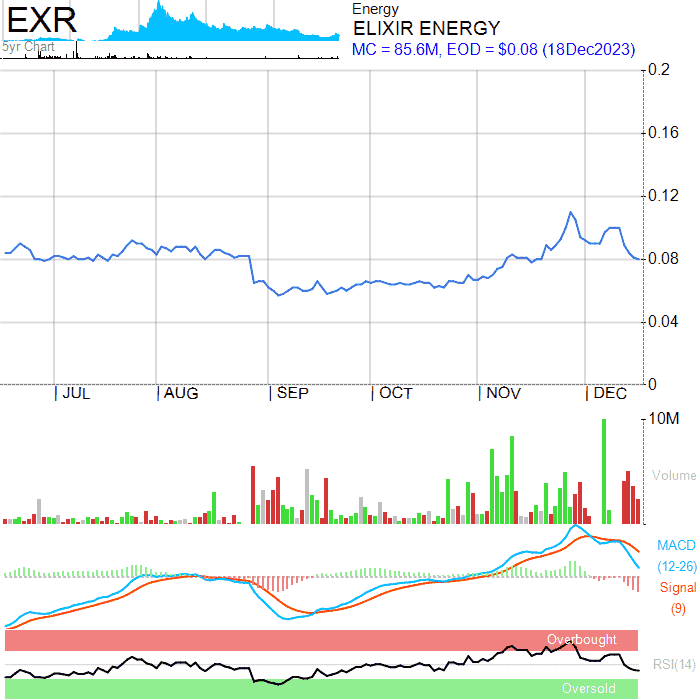 EXR
5yr Chart
Energy
ELIXIR ENERGY
MC = 85.6M, EOD = $0.08 (18Dec2023)
0.2
0.16
0.12
0.08
0.04
0
JUL AUG SEP OCT NOV DEC
10M
Volume
MACD
(12-26)
Signal
(9)
Overbought
RSI(14)
Oversold